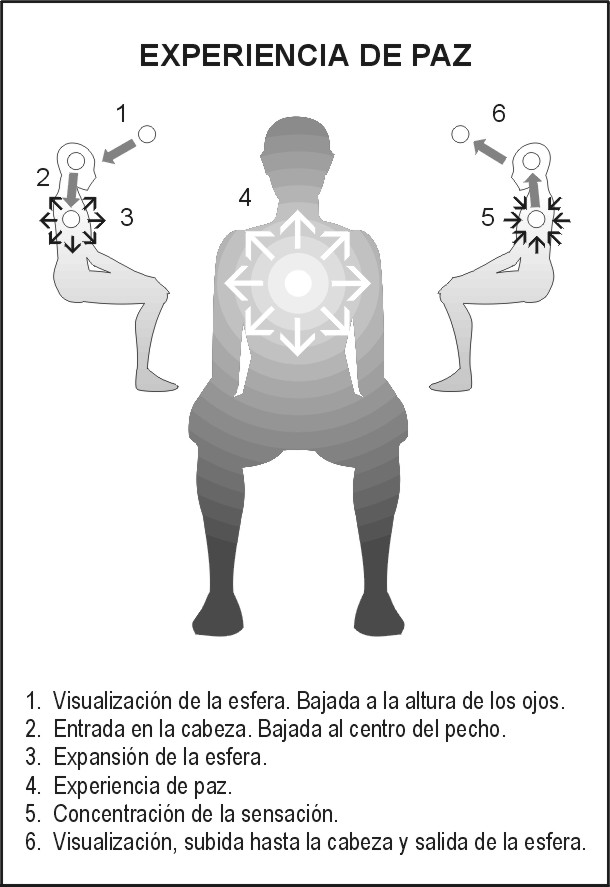 EXPERIENCIA DE PAZ
1
6
2
4
3
5
1. Visualización de la esfera. Bajada a la altura de los ojos.
2. Entrada en la cabeza. Bajada al centro del pecho.
3. Expansión de la esfera.
4. Experiencia de paz.
5. Concentración de la sensación.
6. Visualización, subida hasta la cabeza y salida de la esfera.